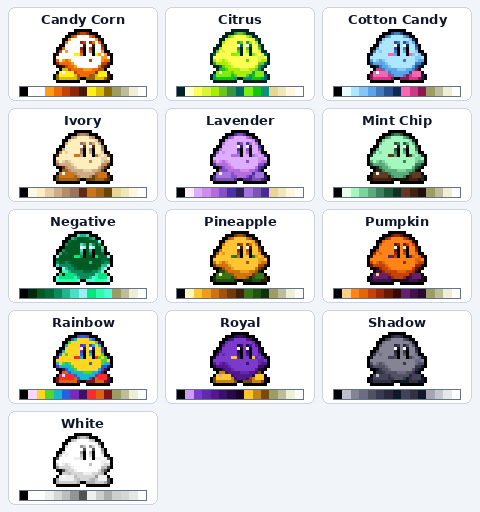 Candy Corn
Citrus
Cotton Candy
Ivory
Lavender
Mint Chip
Negative
Pineapple
Pumpkin
Rainbow
Royal
Shadow
White